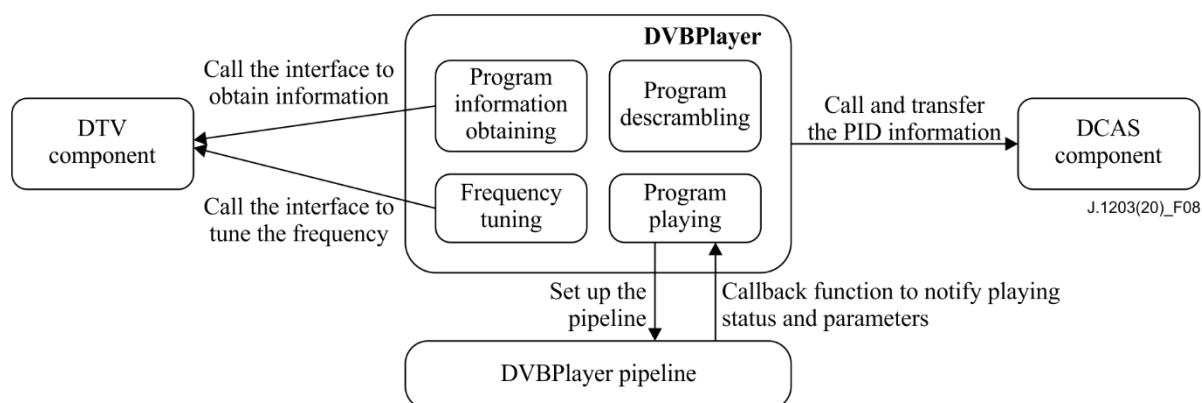 DVBPlayer
Call the interface to
obtain information
Program
information
obtaining
Program
descrambling
Call and transfer
the PID information
DTV
component
DCAS
component
Call the interface to
tune the frequency
Frequency
tuning
Program
playing
J.1203(20)_F08
Set up the
pipeline
Callback function to notify playing
status and parameters
DVBPlayer pipeline